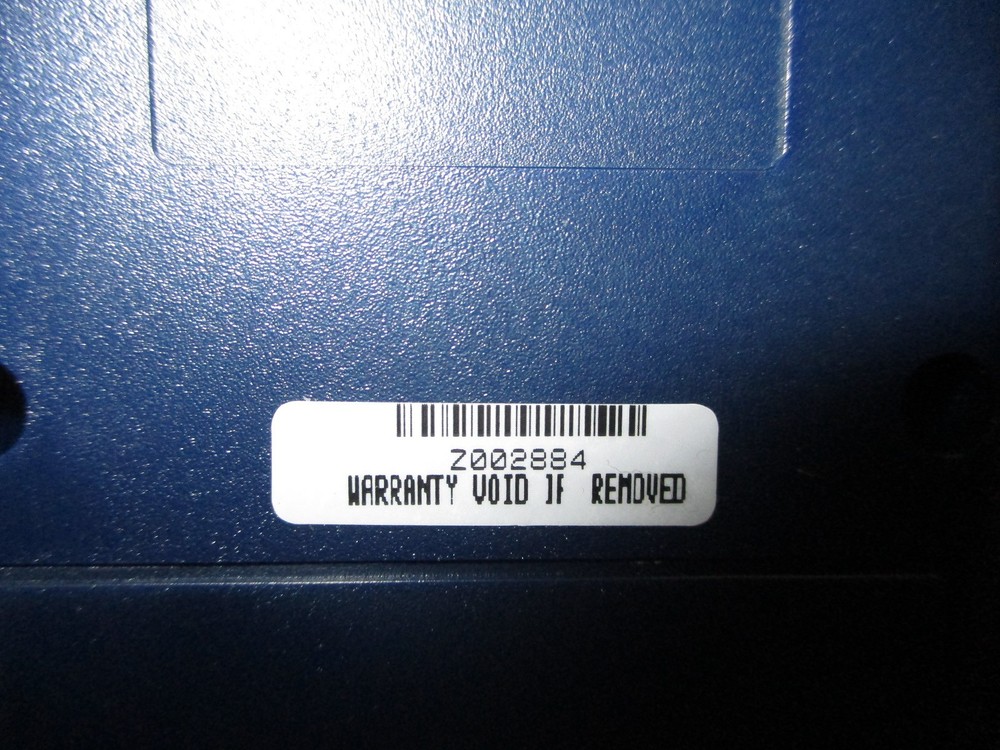 Z002884
WARRANTY VOID IF REMOVED